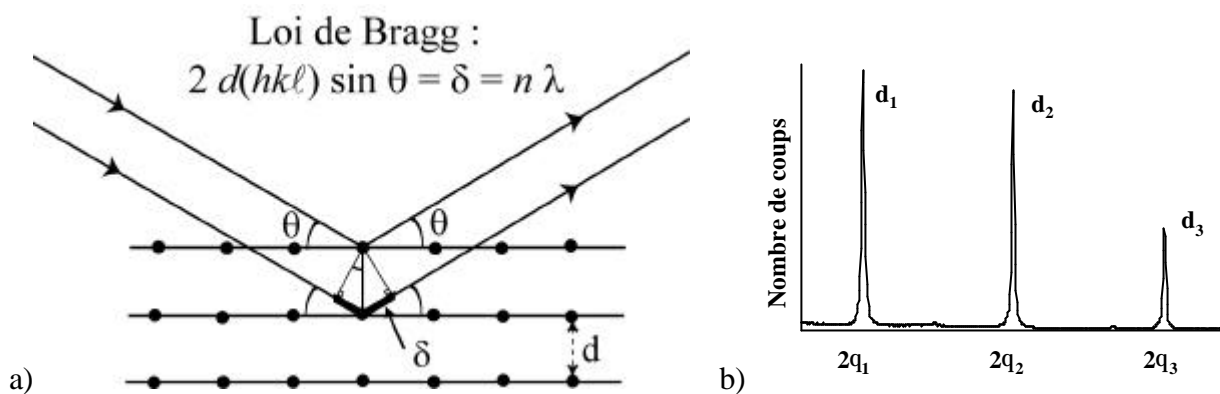 Loi de Bragg :
2 d(hkℓ) sin θ = δ = n λ
θ
θ
δ
d
a)
Nombre de coups
d₁
d₂
d₃
2q₁
2q₂
2q₃
b)